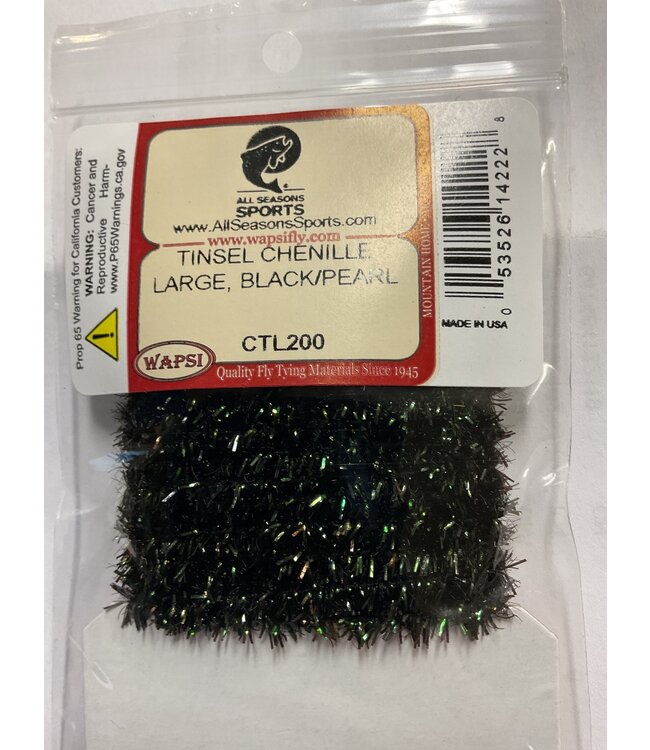 Prop 65 Warning for California Customers:
WARNING: Cancer and
Reproductive Harm-
www.P65Warnings.ca.gov
ALL SEASONS
SPORTS
www.AllSeasonsSports.com
www.wapsifly.com
TINSEL CHENILLE
LARGE, BLACK/PEARL
CTL200
WAPSI
Quality Fly Tying Materials Since 1945
MOUNTAIN HOME
0 53526 14222 8
MADE IN USA